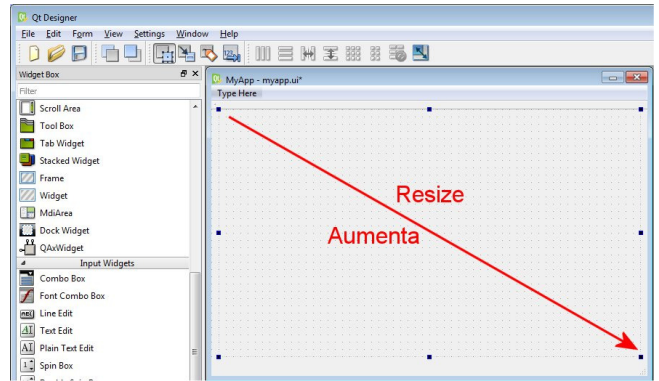 Qt Designer
File Edit Form View Settings Window Help
Widget Box
Filter
Scroll Area
Tool Box
Tab Widget
Stacked Widget
Frame
Widget
MdiArea
Dock Widget
QAxWidget
Input Widgets
Combo Box
Font Combo Box
Line Edit
Text Edit
Plain Text Edit
Spin Box
MyApp - myapp.ui*
Type Here
Resize
Aumenta